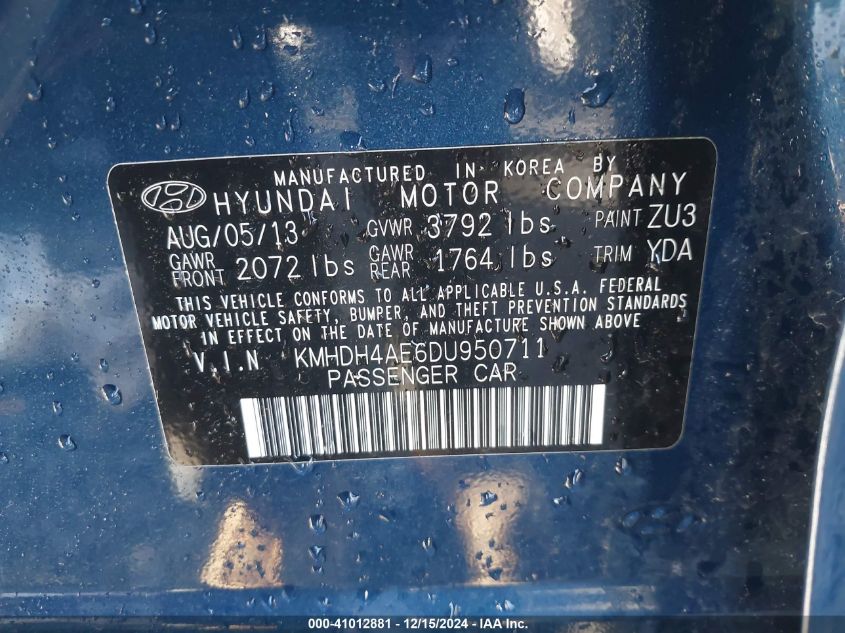 MANUFACTURED IN KOREA BY
HYUNDAI MOTOR COMPANY
AUG/05/13 GVWR 3792 lbs PAINT ZU3
GAWR FRONT 2072 lbs GAWR REAR 1764 lbs TRIM YDA
THIS VEHICLE CONFORMS TO ALL APPLICABLE U.S.A. FEDERAL
MOTOR VEHICLE SAFETY, BUMPER, AND THEFT PREVENTION STANDARDS
IN EFFECT ON THE DATE OF MANUFACTURE SHOWN ABOVE
V.I.N KMHDH4AE6DU950711
PASSENGER CAR
000-41012881 - 12/15/2024 - IAA Inc.